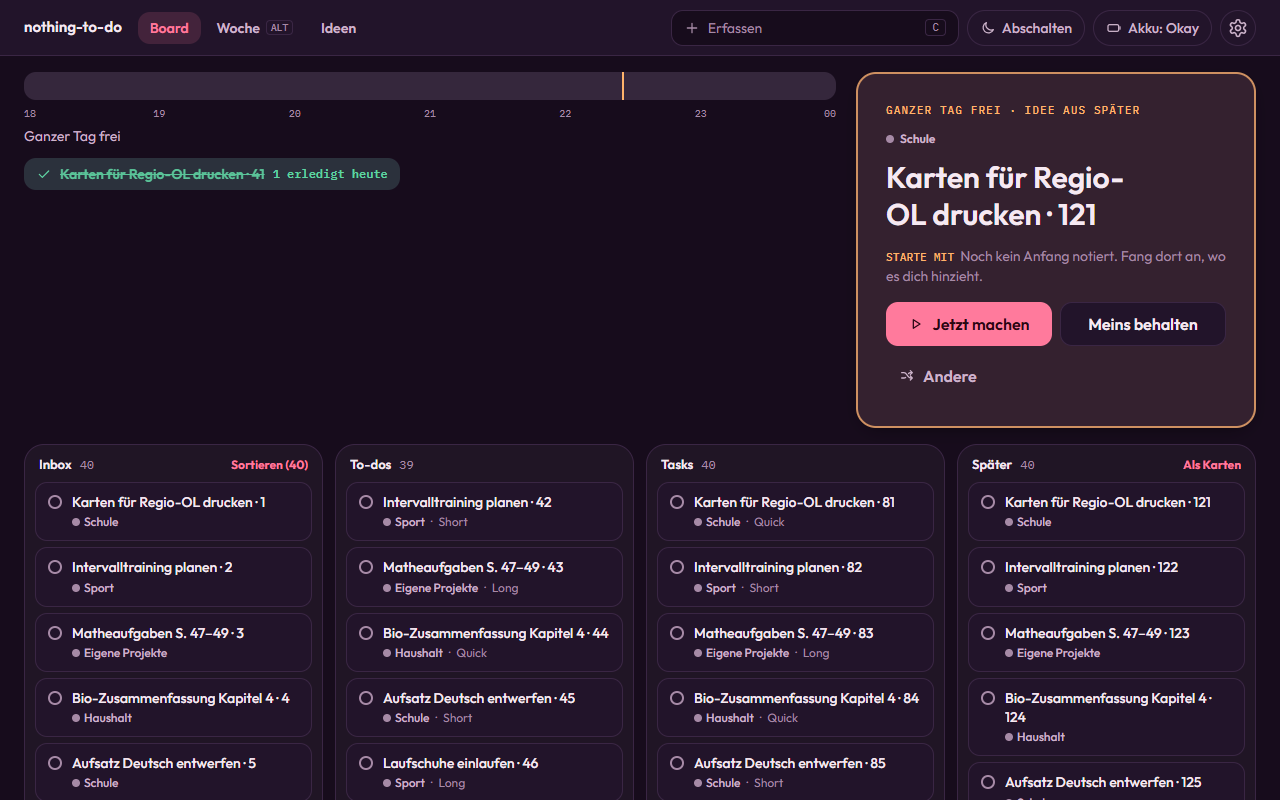 nothing-to-do
Board
Woche ALT
Ideen
Erfassen C
Abschalten
Akku: Okay
18 19 20 21 22 23 00
Ganzer Tag frei
Karten für Regio-OL drucken · 41 1 erledigt heute
GANZER TAG FREI · IDEE AUS SPÄTER
Schule
Karten für Regio-
OL drucken · 121
STARTE MIT Noch kein Anfang notiert. Fang dort an, wo
es dich hinzieht.
Jetzt machen
Meins behalten
Andere
Inbox 40 Sortieren (40)
Karten für Regio-OL drucken · 1
Schule
Intervalltraining planen · 2
Sport
Matheaufgaben S. 47–49 · 3
Eigene Projekte
Bio-Zusammenfassung Kapitel 4 · 4
Haushalt
Aufsatz Deutsch entwerfen · 5
Schule
To-dos 39
Intervalltraining planen · 42
Sport · Short
Matheaufgaben S. 47–49 · 43
Eigene Projekte · Long
Bio-Zusammenfassung Kapitel 4 · 44
Haushalt · Quick
Aufsatz Deutsch entwerfen · 45
Schule · Short
Laufschuhe einlaufen · 46
Sport · Long
Tasks 40
Karten für Regio-OL drucken · 81
Schule · Quick
Intervalltraining planen · 82
Sport · Short
Matheaufgaben S. 47–49 · 83
Eigene Projekte · Long
Bio-Zusammenfassung Kapitel 4 · 84
Haushalt · Quick
Aufsatz Deutsch entwerfen · 85
Schule · Short
Später 40 Als Karten
Karten für Regio-OL drucken · 121
Schule
Intervalltraining planen · 122
Sport
Matheaufgaben S. 47–49 · 123
Eigene Projekte
Bio-Zusammenfassung Kapitel 4 ·
124
Haushalt
Aufsatz Deutsch entwerfen · 125